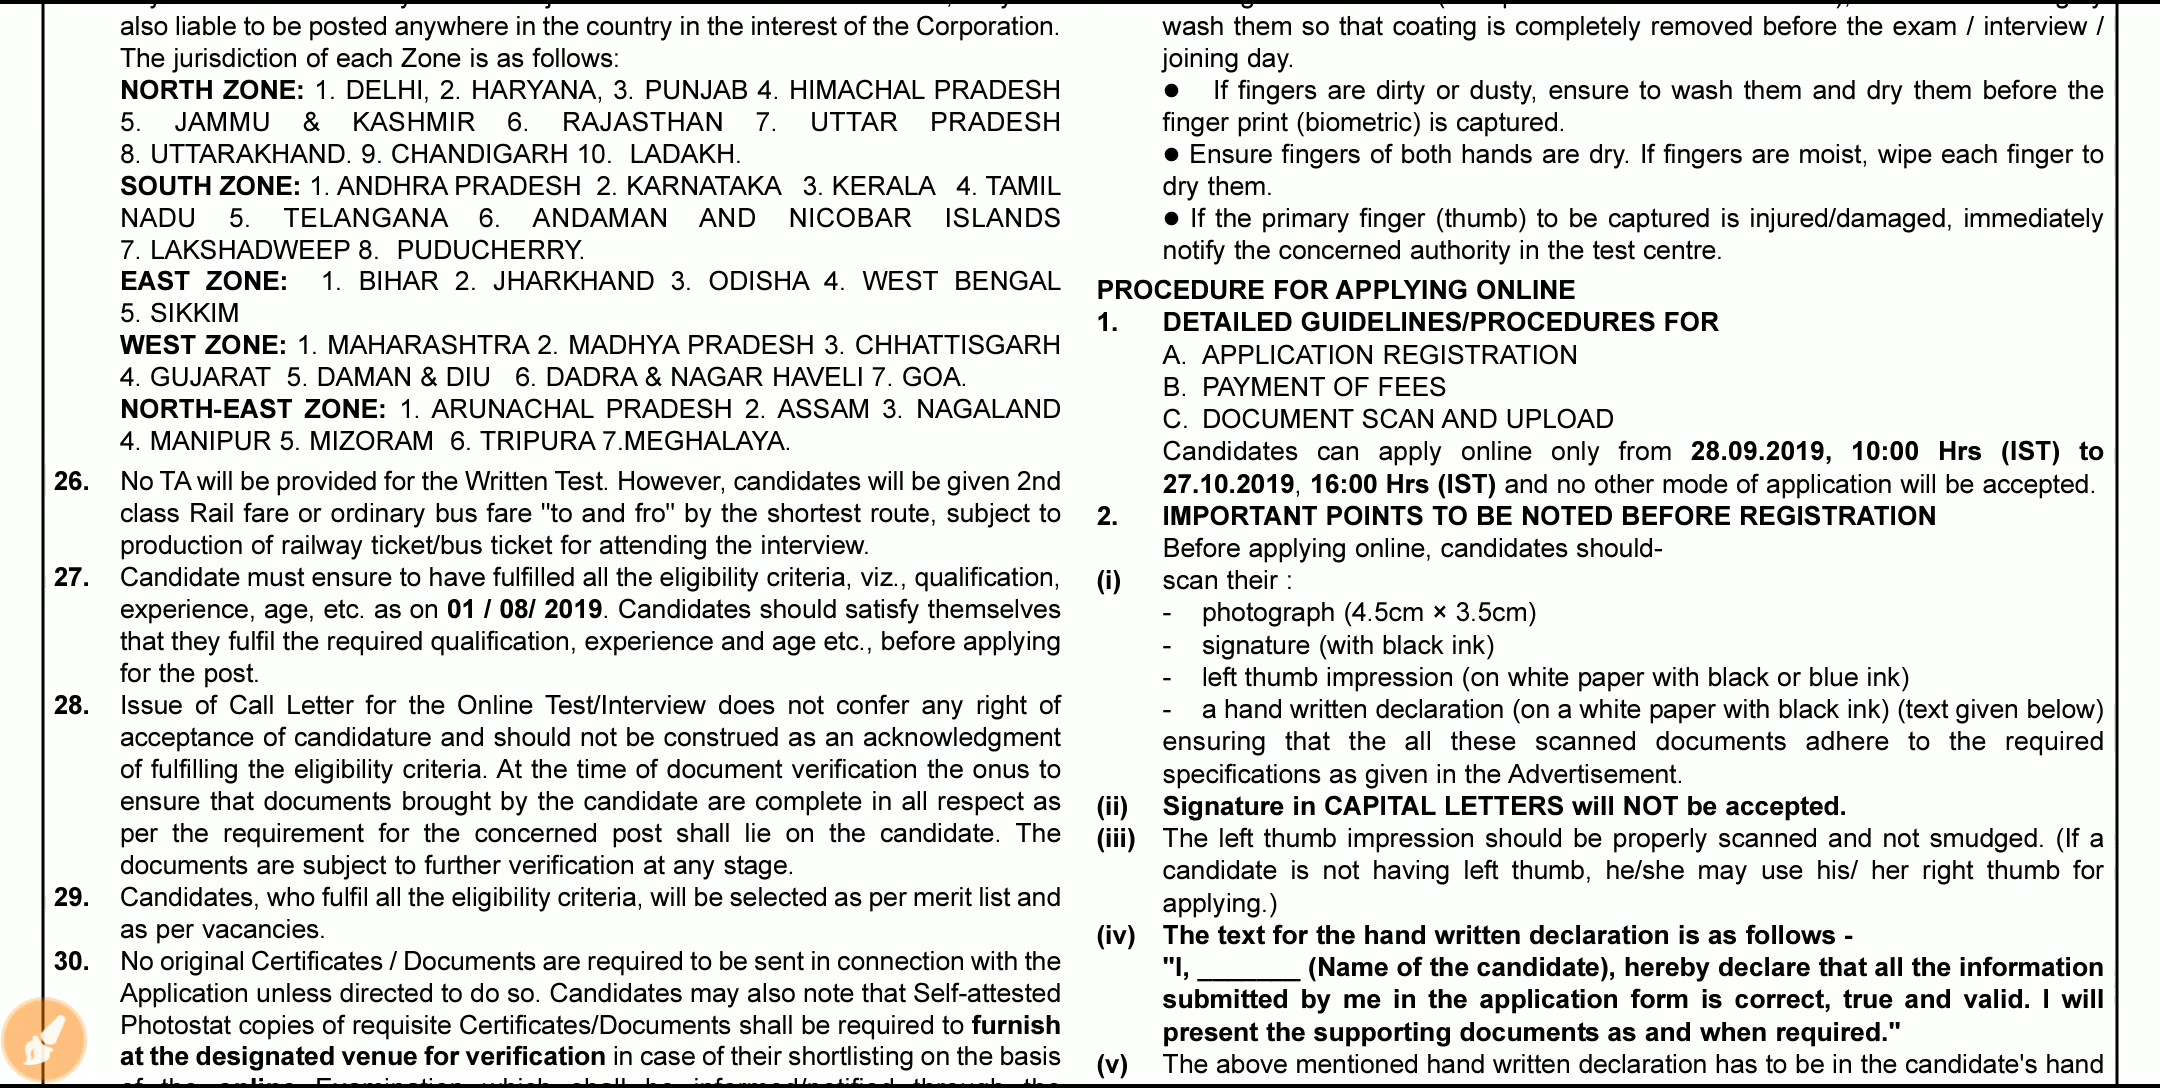 also liable to be posted anywhere in the country in the interest of the Corporation.
The jurisdiction of each Zone is as follows:
NORTH ZONE: 1. DELHI, 2. HARYANA, 3. PUNJAB 4. HIMACHAL PRADESH
5. JAMMU & KASHMIR 6. RAJASTHAN 7. UTTAR PRADESH
8. UTTARAKHAND. 9. CHANDIGARH 10. LADAKH.
SOUTH ZONE: 1. ANDHRA PRADESH 2. KARNATAKA 3. KERALA 4. TAMIL
NADU 5. TELANGANA 6. ANDAMAN AND NICOBAR ISLANDS
7. LAKSHADWEEP 8. PUDUCHERRY.
EAST ZONE: 1. BIHAR 2. JHARKHAND 3. ODISHA 4. WEST BENGAL
5. SIKKIM
WEST ZONE: 1. MAHARASHTRA 2. MADHYA PRADESH 3. CHHATTISGARH
4. GUJARAT 5. DAMAN & DIU 6. DADRA & NAGAR HAVELI 7. GOA.
NORTH-EAST ZONE: 1. ARUNACHAL PRADESH 2. ASSAM 3. NAGALAND
4. MANIPUR 5. MIZORAM 6. TRIPURA 7.MEGHALAYA.
26. No TA will be provided for the Written Test. However, candidates will be given 2nd
class Rail fare or ordinary bus fare "to and fro" by the shortest route, subject to
production of railway ticket/bus ticket for attending the interview.
27. Candidate must ensure to have fulfilled all the eligibility criteria, viz., qualification,
experience, age, etc. as on 01 / 08/ 2019. Candidates should satisfy themselves
that they fulfil the required qualification, experience and age etc., before applying
for the post.
28. Issue of Call Letter for the Online Test/Interview does not confer any right of
acceptance of candidature and should not be construed as an acknowledgment
of fulfilling the eligibility criteria. At the time of document verification the onus to
ensure that documents brought by the candidate are complete in all respect as
per the requirement for the concerned post shall lie on the candidate. The
documents are subject to further verification at any stage.
29. Candidates, who fulfil all the eligibility criteria, will be selected as per merit list and
as per vacancies.
30. No original Certificates / Documents are required to be sent in connection with the
Application unless directed to do so. Candidates may also note that Self-attested
Photostat copies of requisite Certificates/Documents shall be required to furnish
at the designated venue for verification in case of their shortlisting on the basis
wash them so that coating is completely removed before the exam / interview /
joining day.
● If fingers are dirty or dusty, ensure to wash them and dry them before the
finger print (biometric) is captured.
● Ensure fingers of both hands are dry. If fingers are moist, wipe each finger to
dry them.
● If the primary finger (thumb) to be captured is injured/damaged, immediately
notify the concerned authority in the test centre.
PROCEDURE FOR APPLYING ONLINE
1. DETAILED GUIDELINES/PROCEDURES FOR
A. APPLICATION REGISTRATION
B. PAYMENT OF FEES
C. DOCUMENT SCAN AND UPLOAD
Candidates can apply online only from 28.09.2019, 10:00 Hrs (IST) to
27.10.2019, 16:00 Hrs (IST) and no other mode of application will be accepted.
2. IMPORTANT POINTS TO BE NOTED BEFORE REGISTRATION
Before applying online, candidates should-
(i) scan their :
- photograph (4.5cm × 3.5cm)
- signature (with black ink)
- left thumb impression (on white paper with black or blue ink)
- a hand written declaration (on a white paper with black ink) (text given below)
ensuring that the all these scanned documents adhere to the required
specifications as given in the Advertisement.
(ii) Signature in CAPITAL LETTERS will NOT be accepted.
(iii) The left thumb impression should be properly scanned and not smudged. (If a
candidate is not having left thumb, he/she may use his/ her right thumb for
applying.)
(iv) The text for the hand written declaration is as follows -
"I, _______ (Name of the candidate), hereby declare that all the information
submitted by me in the application form is correct, true and valid. I will
present the supporting documents as and when required."
(v) The above mentioned hand written declaration has to be in the candidate's hand